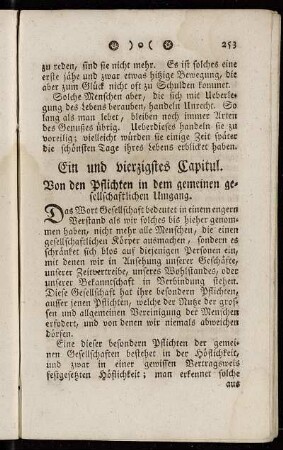 ❁ ) o ( ❁ 253
zu reden, sind sie nicht mehr. Es ist solches eine
erste jähe und zwar etwas hitzige Bewegung, die
aber zum Glück nicht oft zu Schulden kommet.
Solche Menschen aber, die sich mit Ueberle-
gung des Lebens berauben, handeln Unrecht. So
lang als man lebet, bleiben noch immer Arten
des Genusses übrig. Ueberdieses handeln sie zu
voreilig; vielleicht würden sie einige Zeit später
die schönsten Tage ihres Lebens erblicket haben.
Ein und vierzigstes Capitul.
Von den Pflichten in dem gemeinen ge-
sellschaftlichen Umgang.
Das Wort Gesellschaft bedeutet in einem engern
Verstand als wir solches bis hieher genom-
men haben, nicht mehr alle Menschen, die einen
gesellschaftlichen Körper ausmachen, sondern es
schränket sich blos auf diejenigen Personen ein,
mit denen wir in Ansehung unserer Geschäfte,
unserer Zeitvertreibe, unseres Wohlstandes, oder
unserer Bekanntschaft in Verbindung stehen.
Diese Gesellschaft hat ihre besondern Pflichten,
ausser jenen Pflichten, welche der Nutze der gros-
sen und allgemeinen Vereinigung der Menschen
erfodert, und von denen wir niemals abweichen
dörfen.
Eine dieser besondern Pflichten der gemei-
nen Gesellschaften bestehet in der Höflichkeit,
und zwar in einer gewissen Vertragsweis
festgesetzten Höflichkeit; man erkennet solche
aus